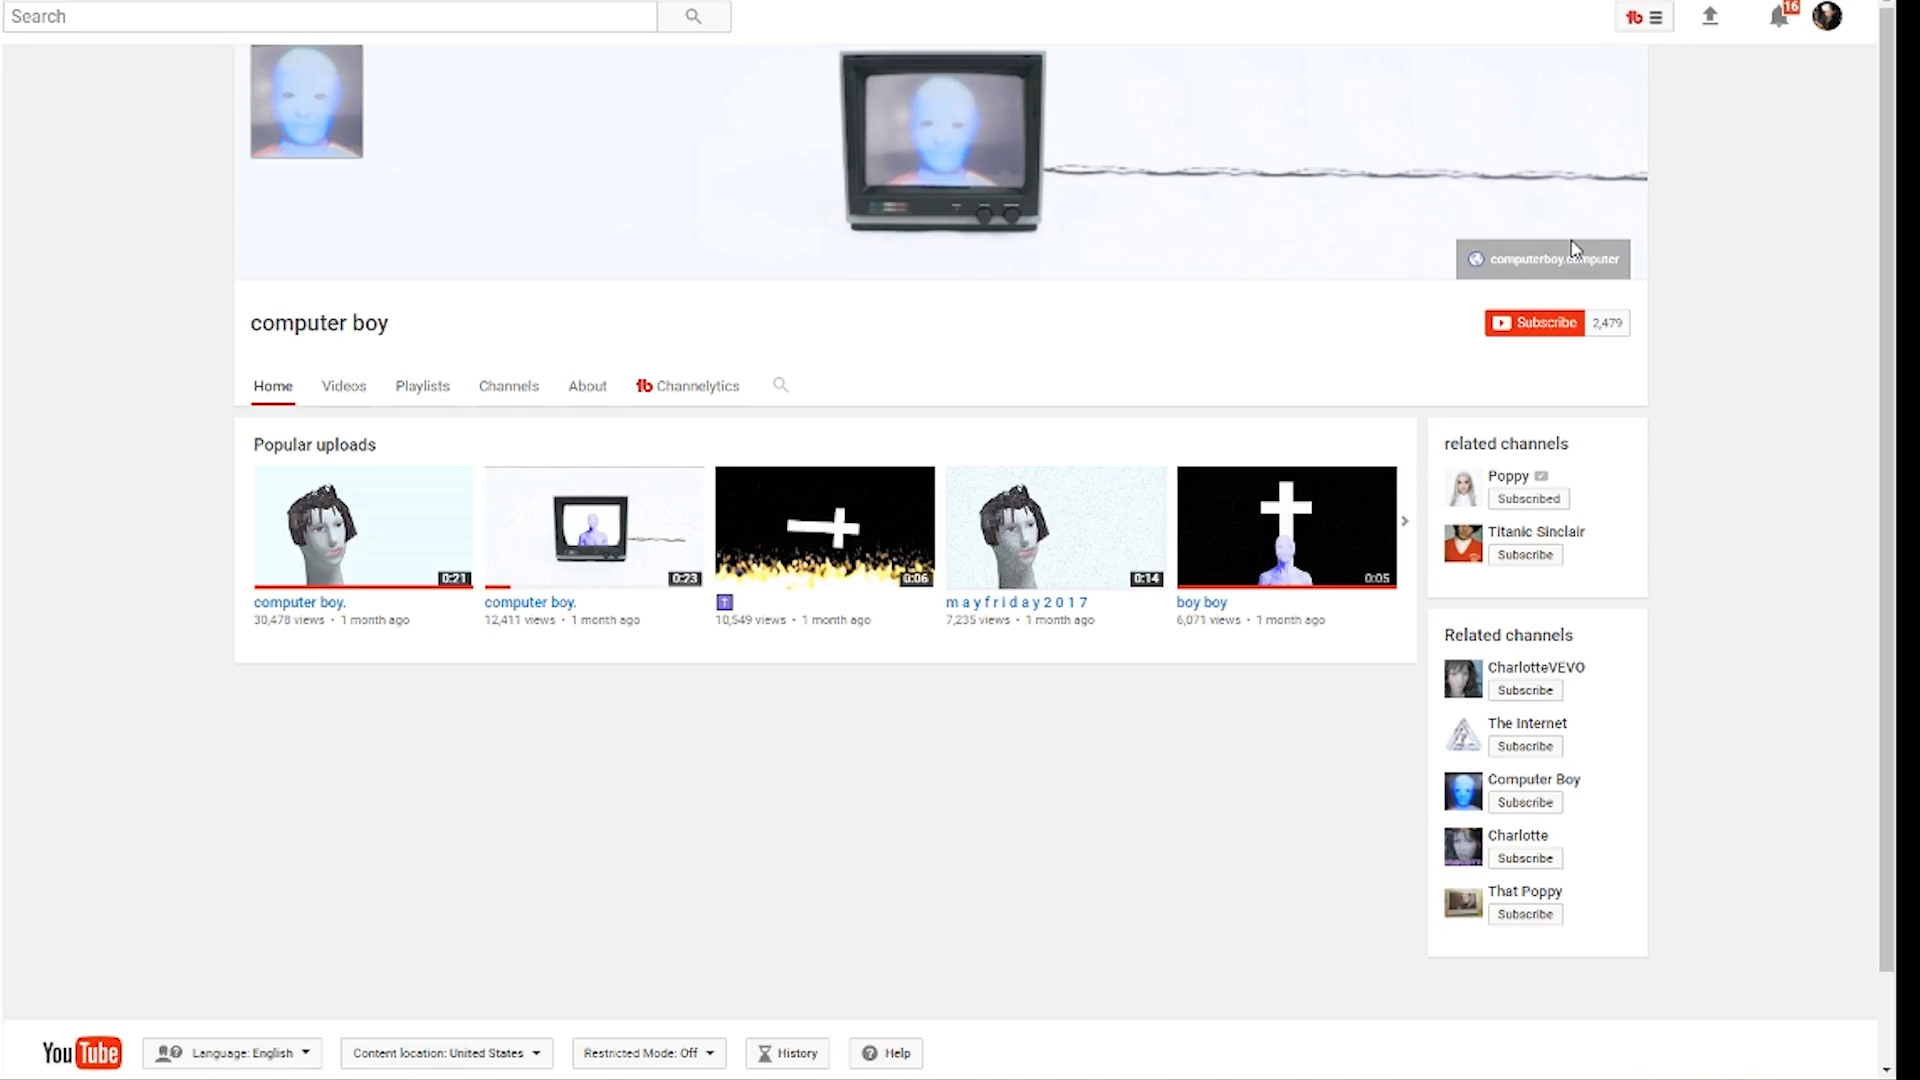 Search
16
computerboy.computer
computer boy
Subscribe 2,479
Home Videos Playlists Channels About Channelytics
Popular uploads
0:21
0:23
0:06
0:14
0:05
computer boy.
30,478 views • 1 month ago
computer boy.
12,411 views • 1 month ago
10,549 views • 1 month ago
m a y f r i d a y 2 0 1 7
7,235 views • 1 month ago
boy boy
6,071 views • 1 month ago
related channels
Poppy
Subscribed
Titanic Sinclair
Subscribe
Related channels
CharlotteVEVO
Subscribe
The Internet
Subscribe
Computer Boy
Subscribe
Charlotte
Subscribe
That Poppy
Subscribe
YouTube
Language: English
Content location: United States
Restricted Mode: Off
History
Help